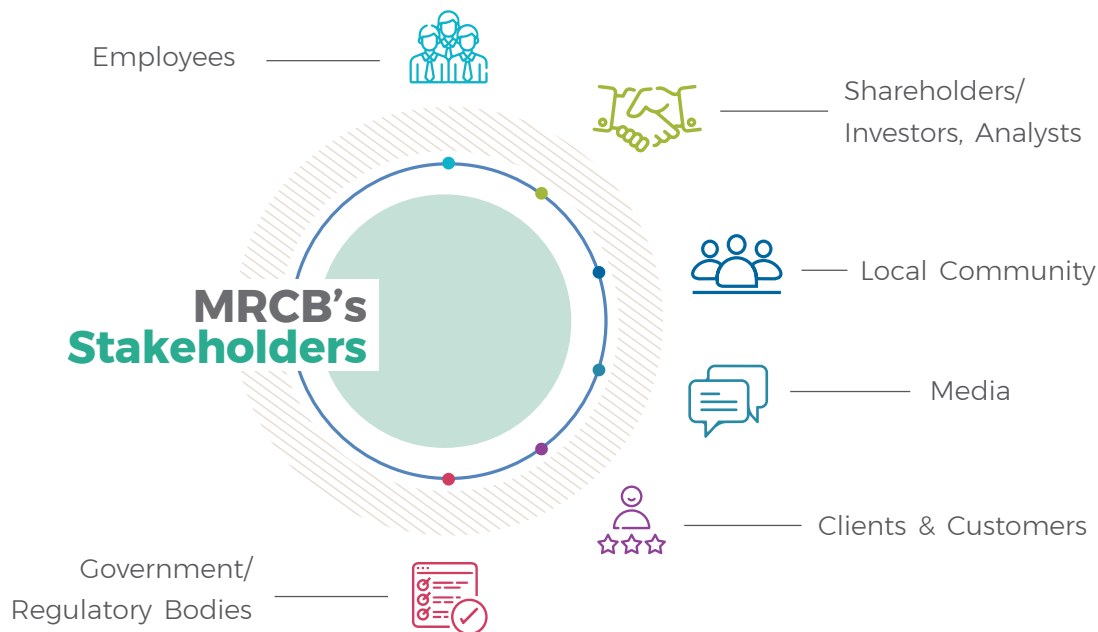 Employees
Shareholders/
Investors, Analysts
MRCB’s
Stakeholders
Local Community
Media
Clients & Customers
Government/
Regulatory Bodies